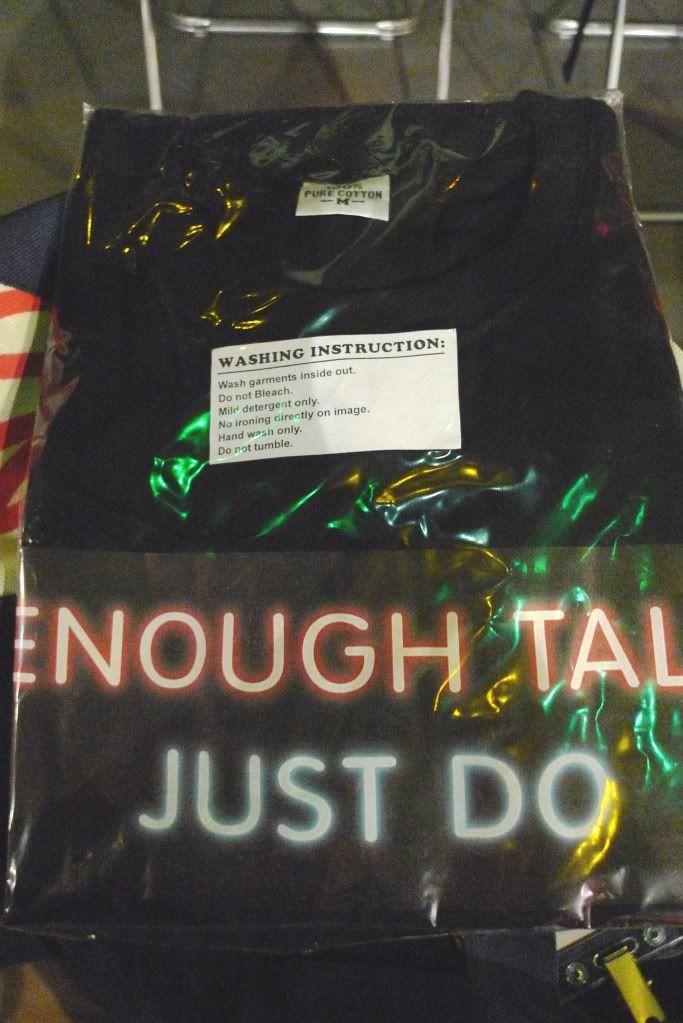 100%
PURE COTTON
- M -
WASHING INSTRUCTION:
Wash garments inside out.
Do not Bleach.
Mild detergent only.
No ironing directly on image.
Hand wash only.
Do not tumble.
ENOUGH TAL
JUST DO